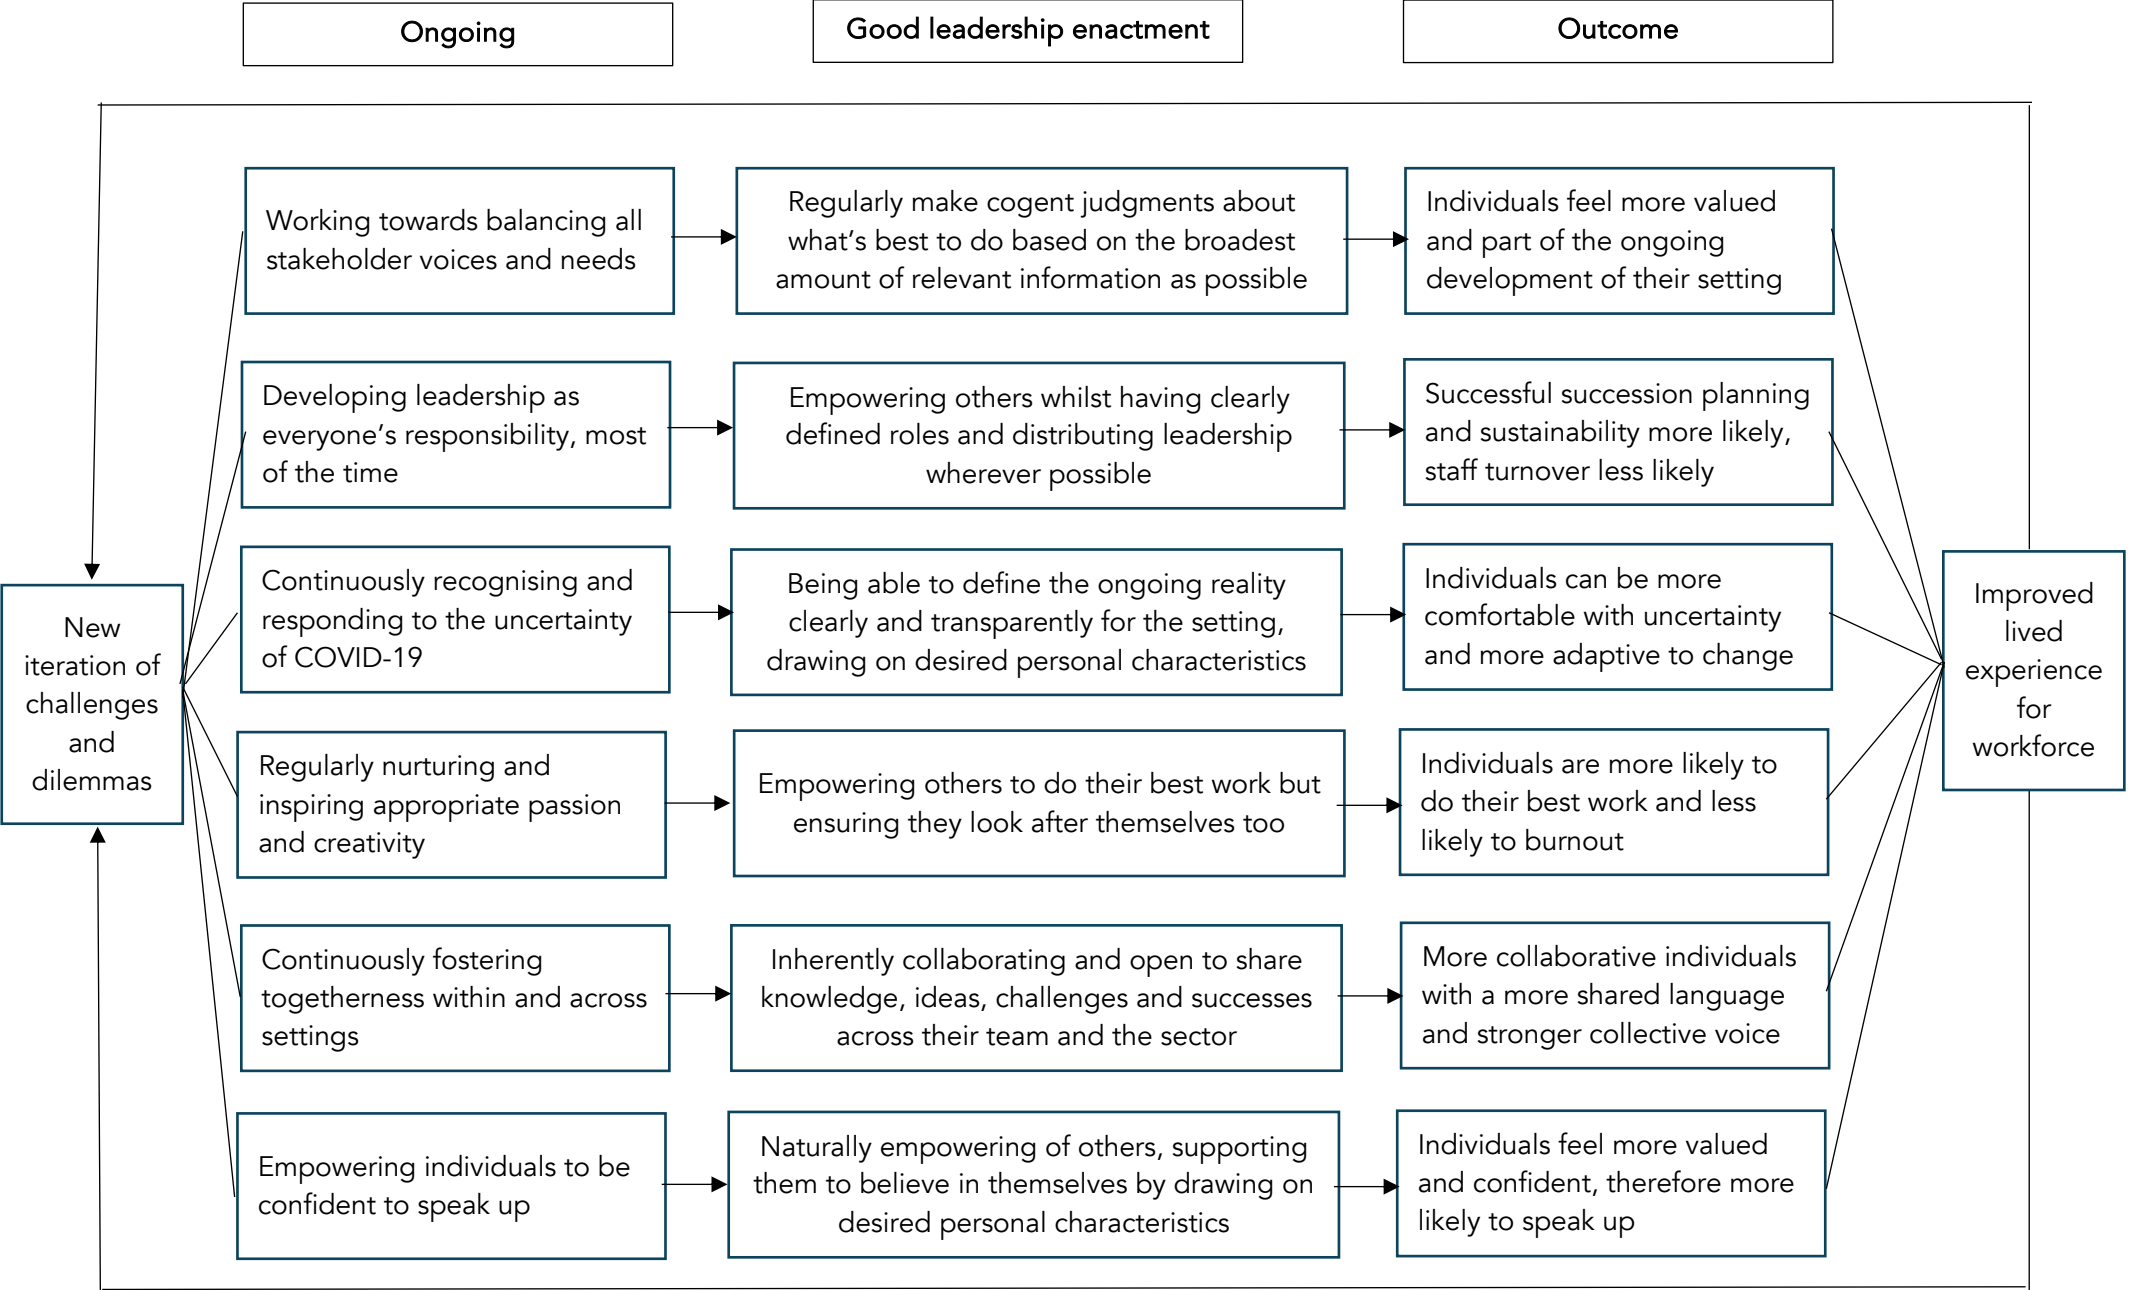 Ongoing
Good leadership enactment
Outcome
New
iteration of
challenges
and
dilemmas
Working towards balancing all
stakeholder voices and needs
Regularly make cogent judgments about
what's best to do based on the broadest
amount of relevant information as possible
Individuals feel more valued
and part of the ongoing
development of their setting
Developing leadership as
everyone's responsibility, most
of the time
Empowering others whilst having clearly
defined roles and distributing leadership
wherever possible
Successful succession planning
and sustainability more likely,
staff turnover less likely
Continuously recognising and
responding to the uncertainty
of COVID-19
Being able to define the ongoing reality
clearly and transparently for the setting,
drawing on desired personal characteristics
Individuals can be more
comfortable with uncertainty
and more adaptive to change
Regularly nurturing and
inspiring appropriate passion
and creativity
Empowering others to do their best work but
ensuring they look after themselves too
Individuals are more likely to
do their best work and less
likely to burnout
Continuously fostering
togetherness within and across
settings
Inherently collaborating and open to share
knowledge, ideas, challenges and successes
across their team and the sector
More collaborative individuals
with a more shared language
and stronger collective voice
Empowering individuals to be
confident to speak up
Naturally empowering of others, supporting
them to believe in themselves by drawing on
desired personal characteristics
Individuals feel more valued
and confident, therefore more
likely to speak up
Improved
lived
experience
for
workforce